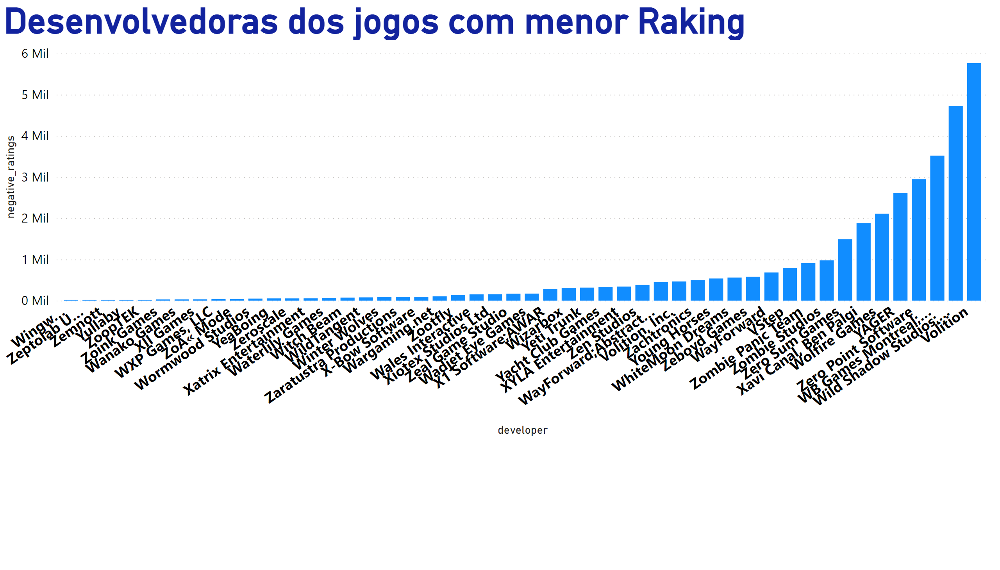 Desenvolvedoras dos jogos com menor Raking
6 Mil
5 Mil
4 Mil
3 Mil
2 Mil
1 Mil
0 Mil
negative_ratings
Wingw…
Zeptolab U…
Zemnott
Yullaby
ZoopTEK
Zoink Games
Wanako Games
XII Games
WXP Games, LLC
ZoA« Mode
Wormwood Studios
YeaBoing
Zeroscale
Xatrix Entertainment
Waterlily Games
Witch Beam
WildTangent
Winter Wolves
Zaratustra Productions
X-Bow Software
Wargaming.net
Zootfly
Wales Interactive
Xiotex Studios Ltd
Zeal Game Studio
Wadjet Eye Games
X1 Software;AWAR
Wizarbox
Yeti Trunk
Yacht Club Games
XYLA Entertainment
Zen Studios
WayForward;Abstract…
Volition, Inc.
Zachtronics
Young Horses
WhiteMoon Dreams
Zeboyd Games
WayForward
VStep
Zombie Panic Team
Zombie Studios
Zero Sum Games
Xavi Canal, Ben Palgi
Wolfire Games
YAGER
Zero Point Software
WB Games Montreal;…
Wild Shadow Studios;…
Volition
developer